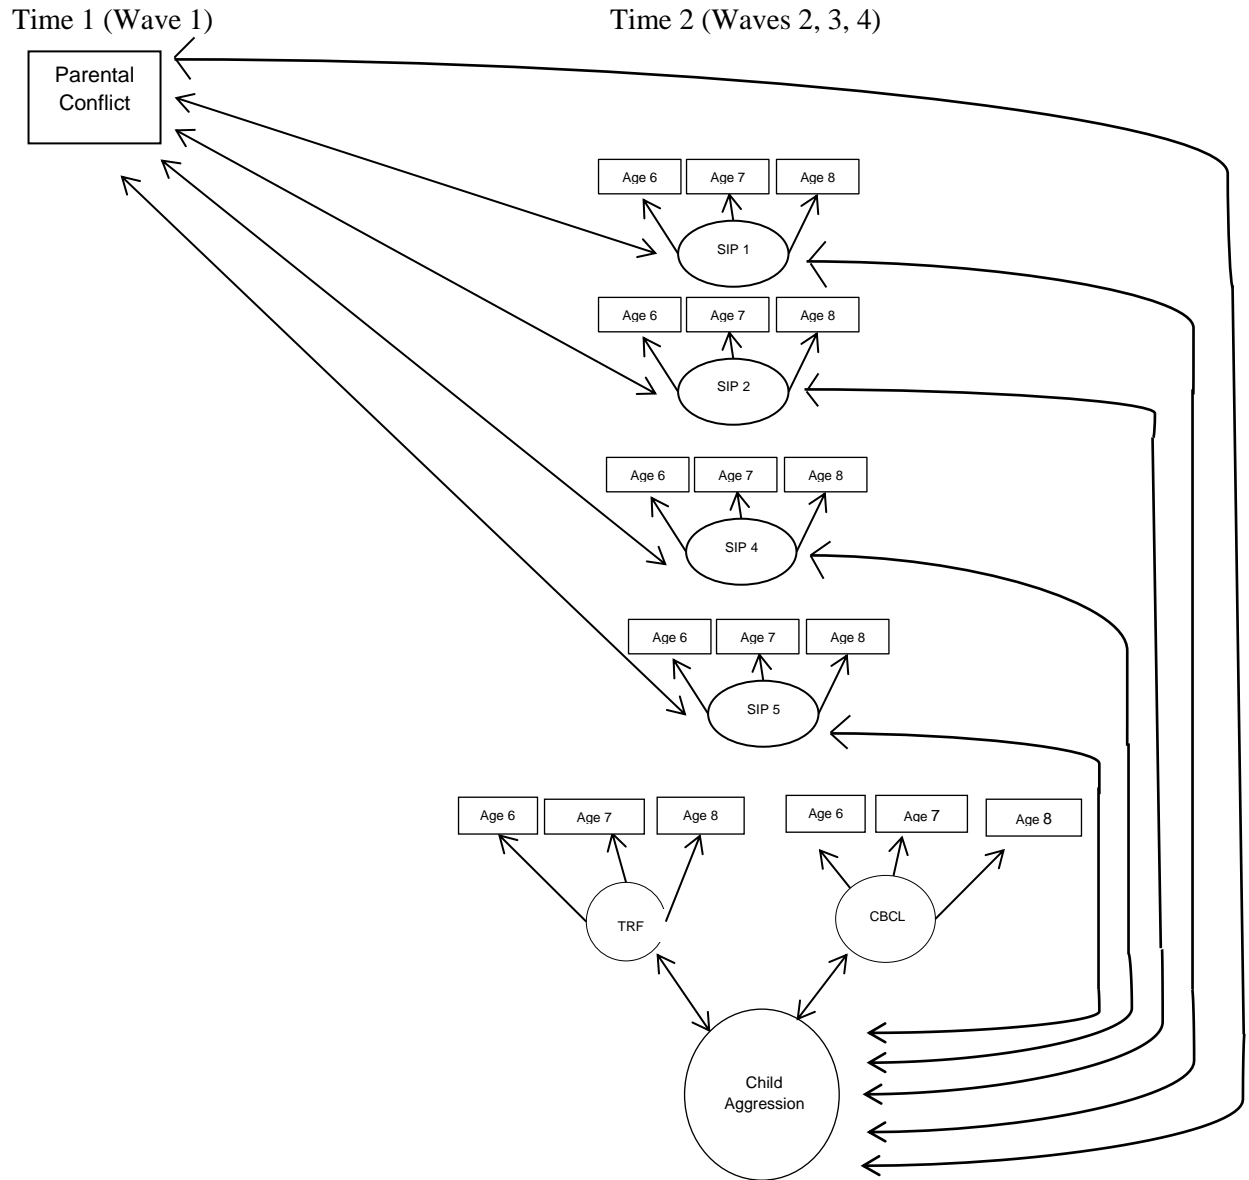 Time 1 (Wave 1)
Time 2 (Waves 2, 3, 4)
Parental
Conflict
Age 6
Age 7
Age 8
SIP 1
Age 6
Age 7
Age 8
SIP 2
Age 6
Age 7
Age 8
SIP 4
Age 6
Age 7
Age 8
SIP 5
Age 6
Age 7
Age 8
TRF
Age 6
Age 7
Age 8
CBCL
Child
Aggression